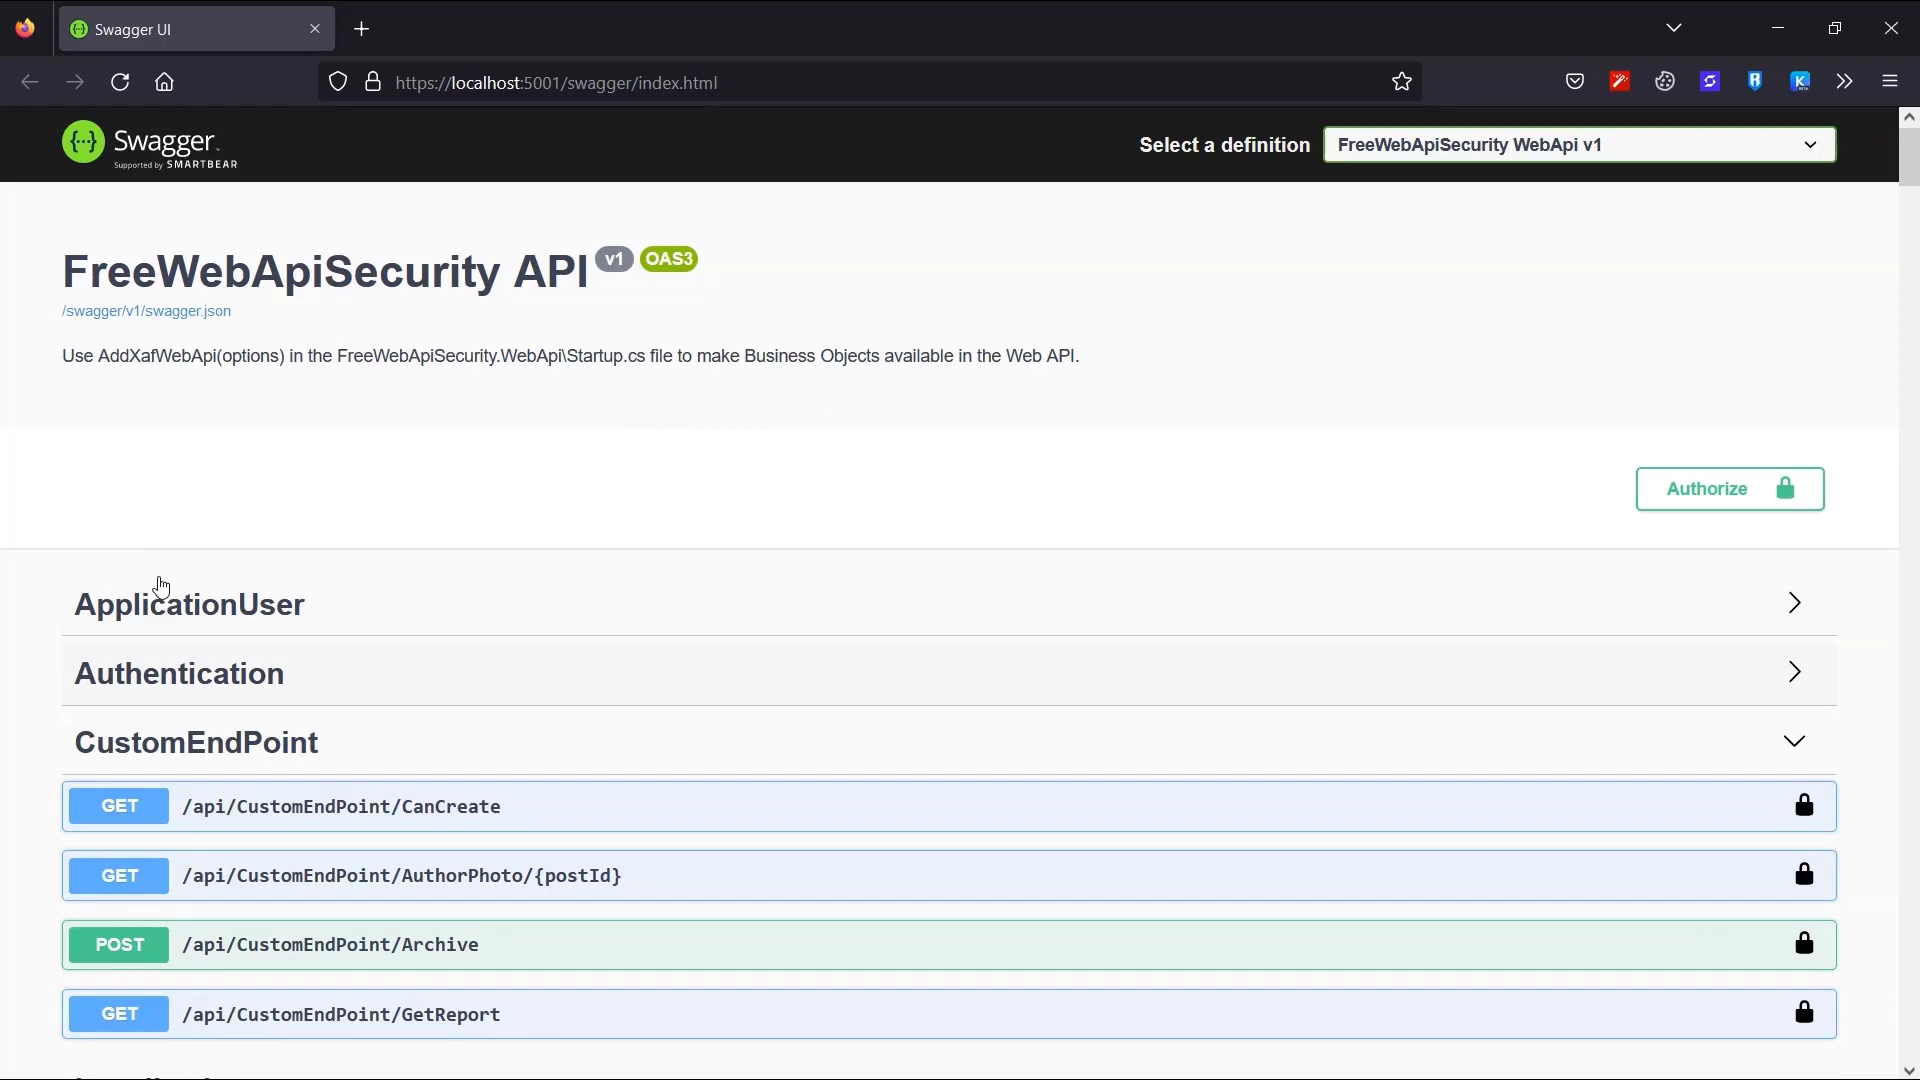 Swagger UI
https://localhost:5001/swagger/index.html
Swagger
Supported by SMARTBEAR
Select a definition
FreeWebApiSecurity WebApi v1
FreeWebApiSecurity API v1 OAS3
/swagger/v1/swagger.json
Use AddXafWebApi(options) in the FreeWebApiSecurity.WebApi\Startup.cs file to make Business Objects available in the Web API.
Authorize
ApplicationUser
Authentication
CustomEndPoint
GET /api/CustomEndPoint/CanCreate
GET /api/CustomEndPoint/AuthorPhoto/{postId}
POST /api/CustomEndPoint/Archive
GET /api/CustomEndPoint/GetReport